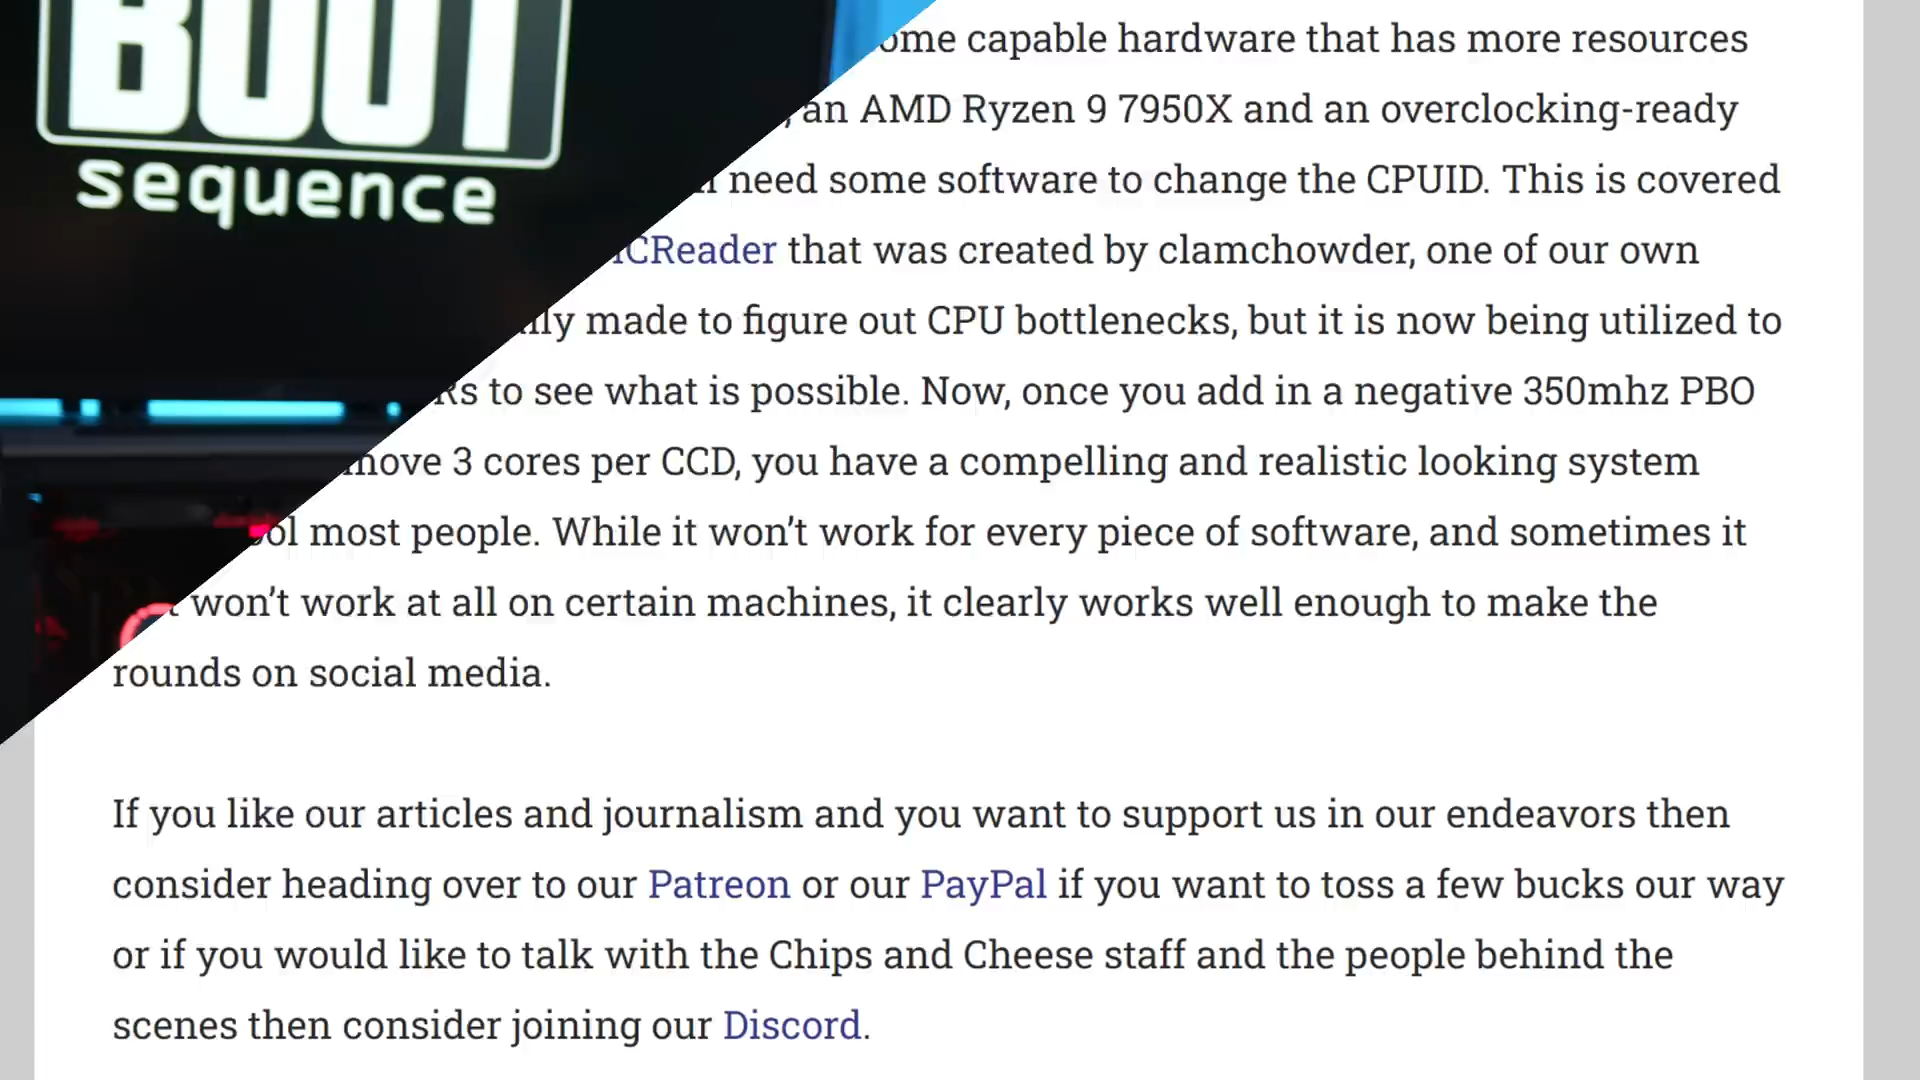 BOOT
sequence
ome capable hardware that has more resources
, an AMD Ryzen 9 7950X and an overclocking-ready
need some software to change the CPUID. This is covered
CReader that was created by clamchowder, one of our own
made to figure out CPU bottlenecks, but it is now being utilized to
Rs to see what is possible. Now, once you add in a negative 350mhz PBO
move 3 cores per CCD, you have a compelling and realistic looking system
ol most people. While it won’t work for every piece of software, and sometimes it
won’t work at all on certain machines, it clearly works well enough to make the
rounds on social media.
If you like our articles and journalism and you want to support us in our endeavors then
consider heading over to our Patreon or our PayPal if you want to toss a few bucks our way
or if you would like to talk with the Chips and Cheese staff and the people behind the
scenes then consider joining our Discord.